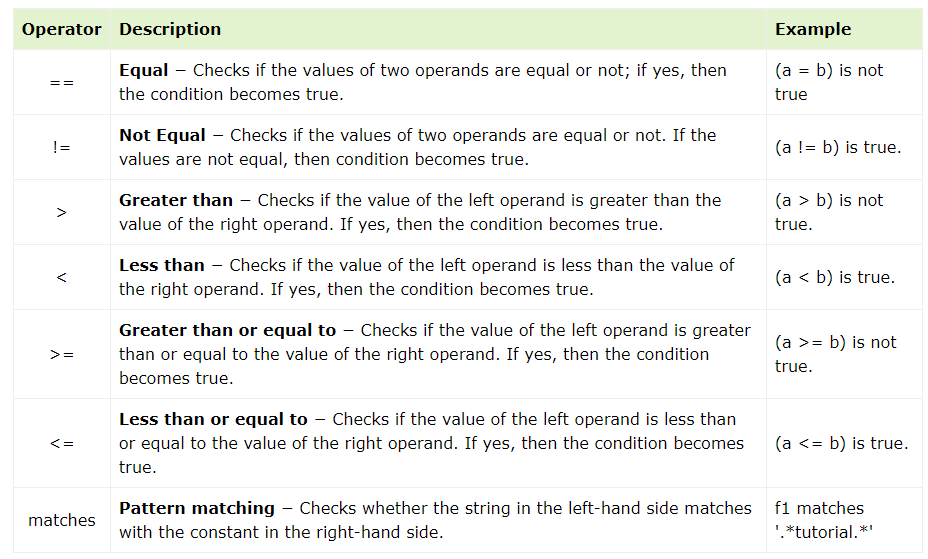 Operator Description Example
== Equal − Checks if the values of two operands are equal or not; if yes, then
the condition becomes true.
(a = b) is not
true
!= Not Equal − Checks if the values of two operands are equal or not. If the
values are not equal, then condition becomes true.
(a != b) is true.
> Greater than − Checks if the value of the left operand is greater than the
value of the right operand. If yes, then the condition becomes true.
(a > b) is not
true.
< Less than − Checks if the value of the left operand is less than the value of
the right operand. If yes, then the condition becomes true.
(a < b) is true.
>= Greater than or equal to − Checks if the value of the left operand is greater
than or equal to the value of the right operand. If yes, then the condition
becomes true.
(a >= b) is not
true.
<= Less than or equal to − Checks if the value of the left operand is less than
or equal to the value of the right operand. If yes, then the condition becomes
true.
(a <= b) is true.
matches Pattern matching − Checks whether the string in the left-hand side matches
with the constant in the right-hand side.
f1 matches
'.*tutorial.*'